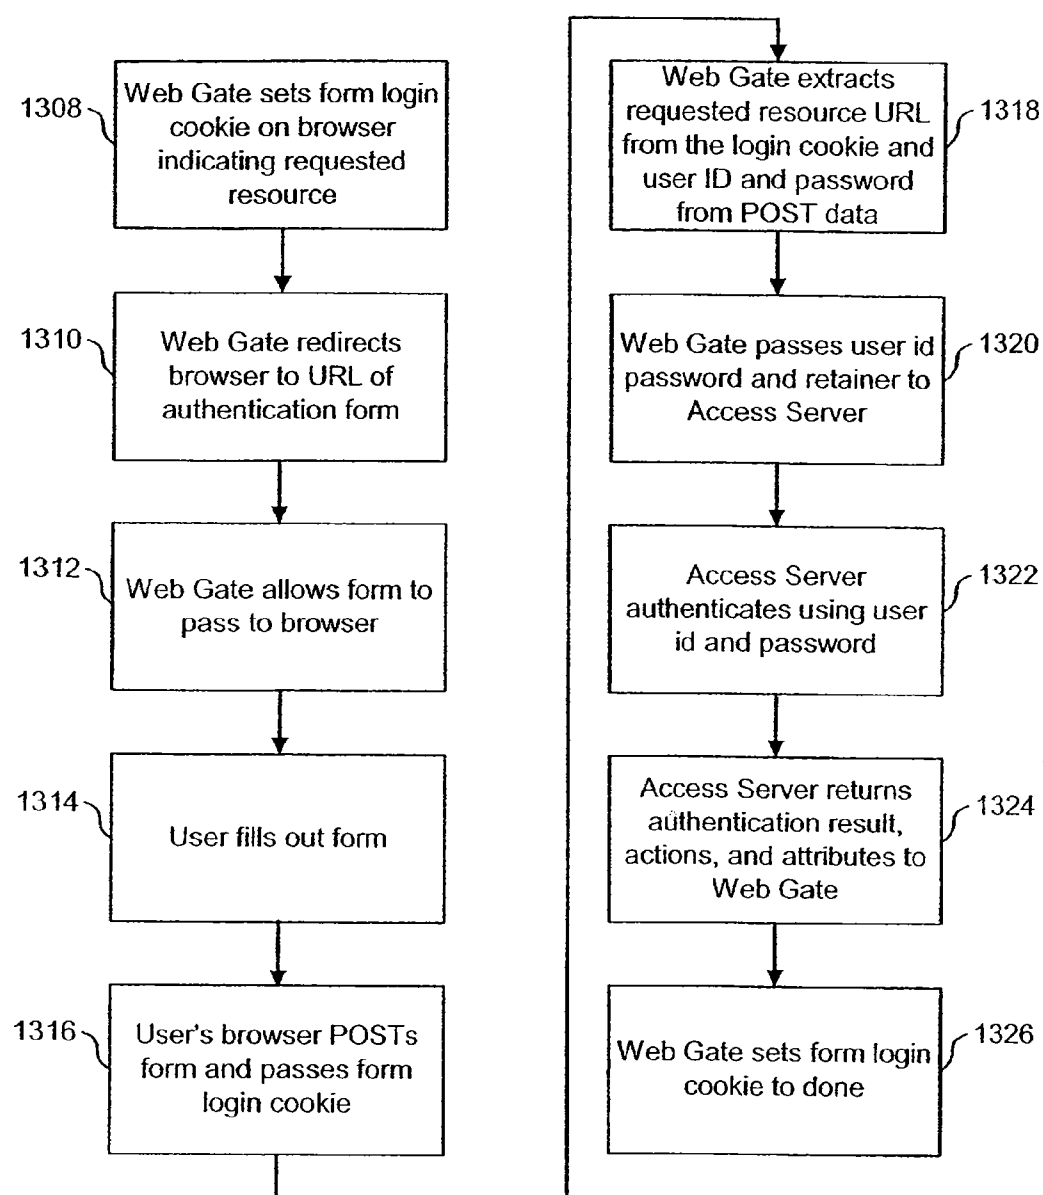 1308
Web Gate sets form login
cookie on browser
indicating requested
resource
1310
Web Gate redirects
browser to URL of
authentication form
1312
Web Gate allows form to
pass to browser
1314
User fills out form
1316
User's browser POSTs
form and passes form
login cookie
Web Gate extracts
requested resource URL
from the login cookie and
user ID and password
from POST data
1318
Web Gate passes user id
password and retainer to
Access Server
1320
Access Server
authenticates using user
id and password
1322
Access Server returns
authentication result,
actions, and attributes to
Web Gate
1324
Web Gate sets form login
cookie to done
1326